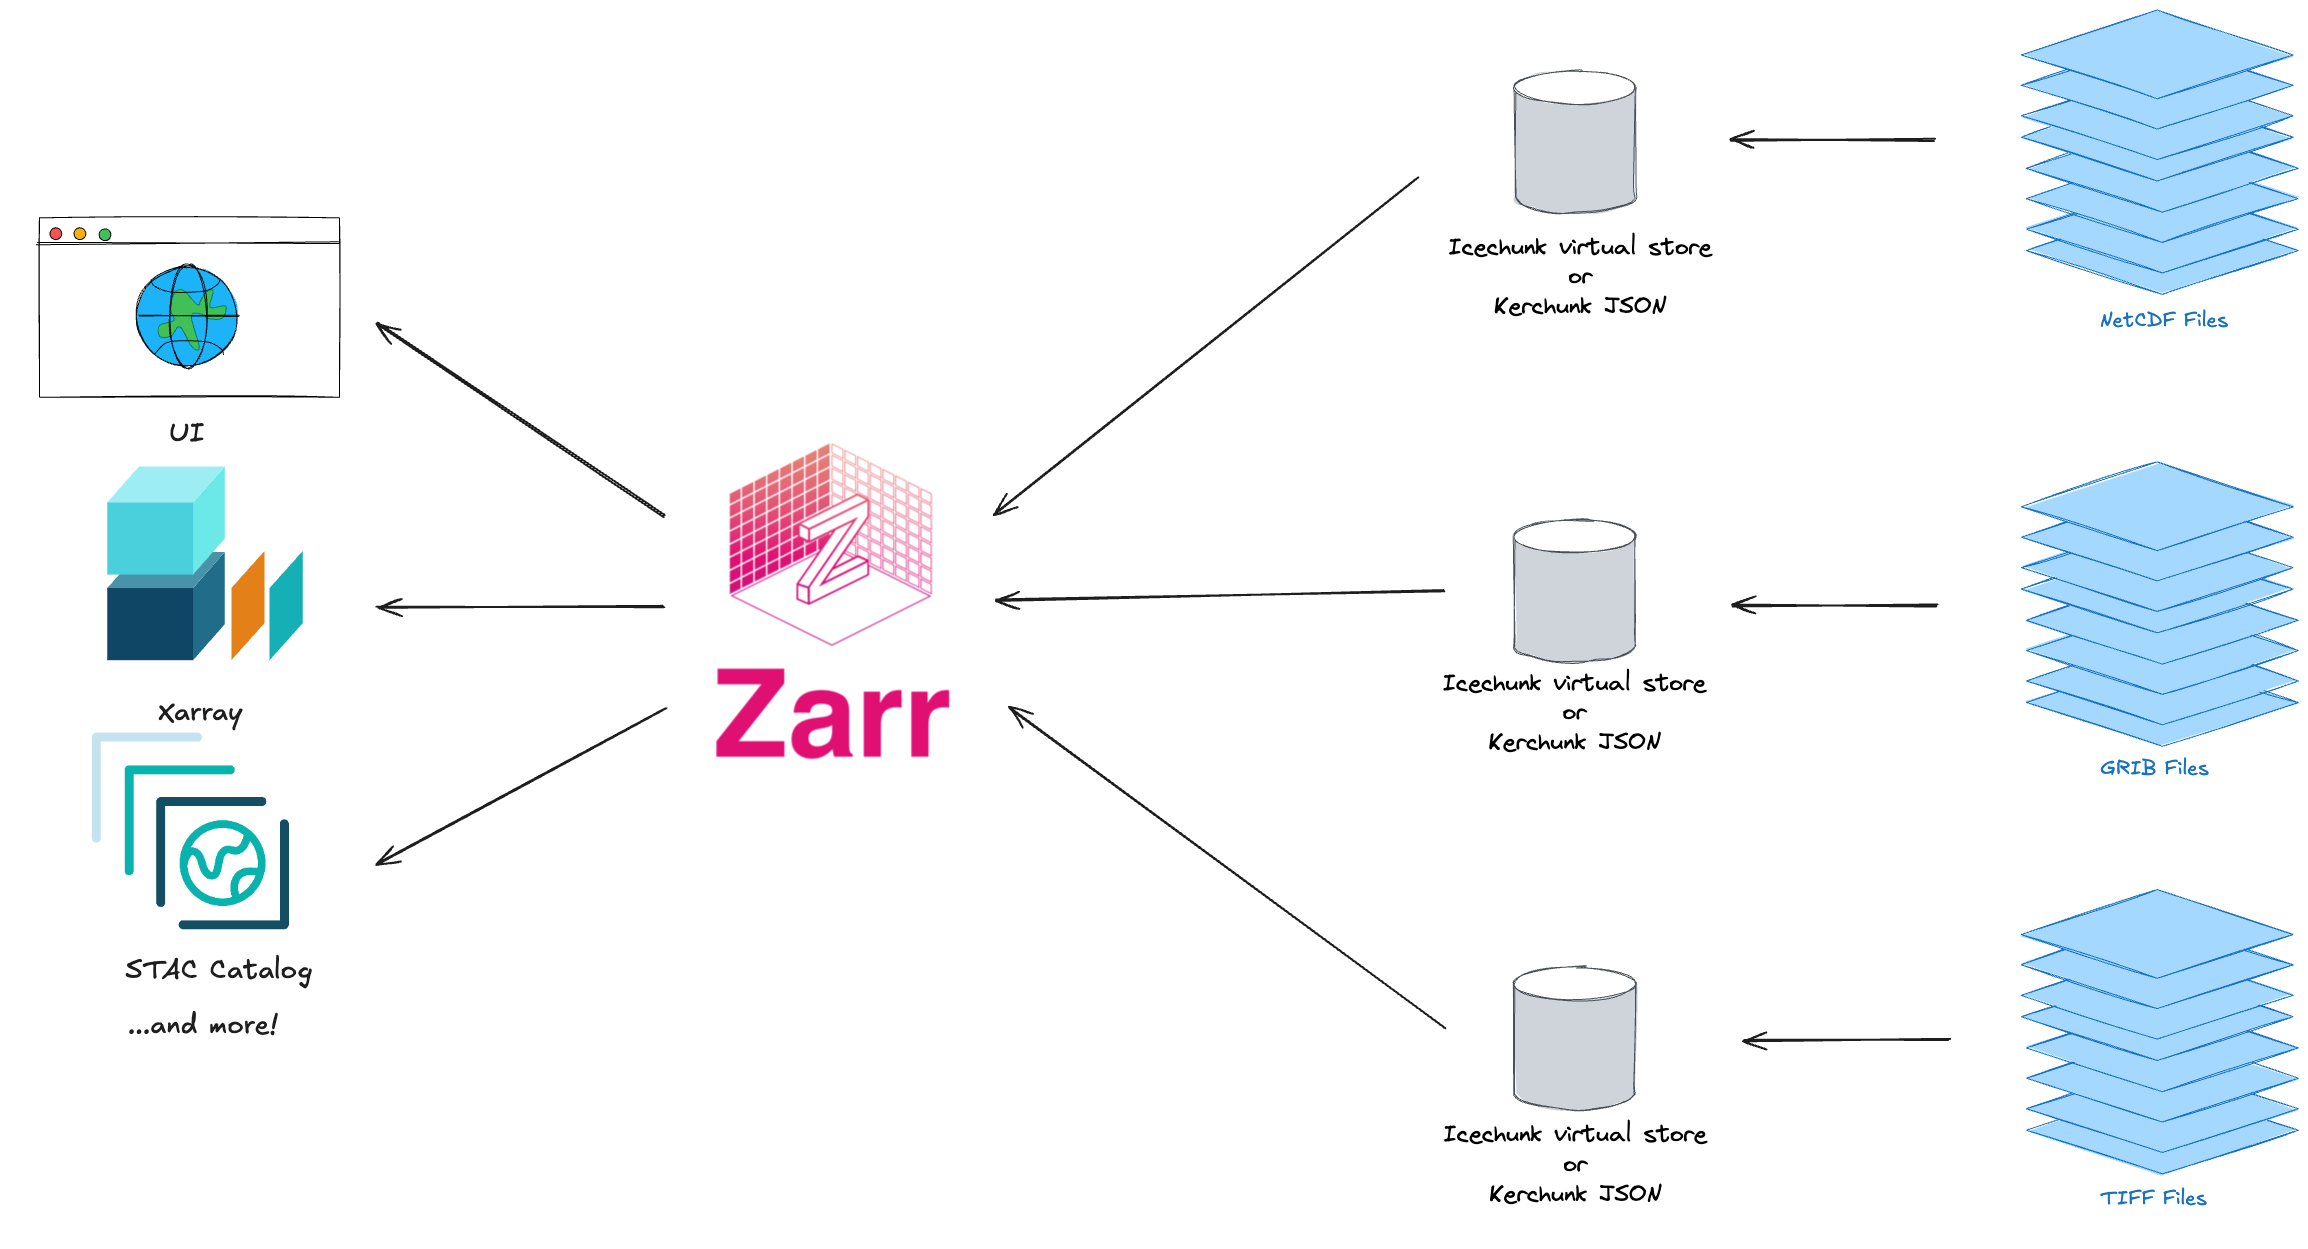 UI
Xarray
STAC Catalog
...and more!
Z
Zarr
Icechunk virtual store
or
Kerchunk JSON
NetCDF Files
Icechunk virtual store
or
Kerchunk JSON
GRIB Files
Icechunk virtual store
or
Kerchunk JSON
TIFF Files